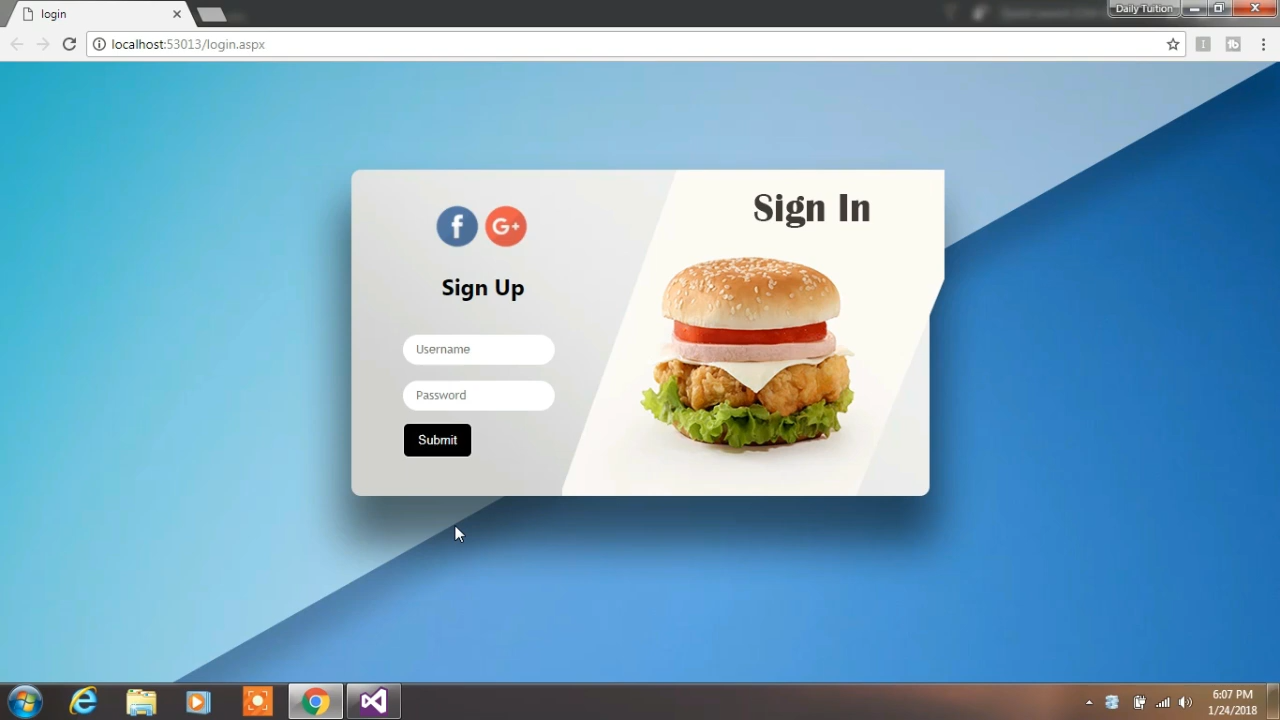 login
Daily Tuition
localhost:53013/login.aspx
Sign In
f G+
Sign Up
Username
Password
Submit
6:07 PM
1/24/2018